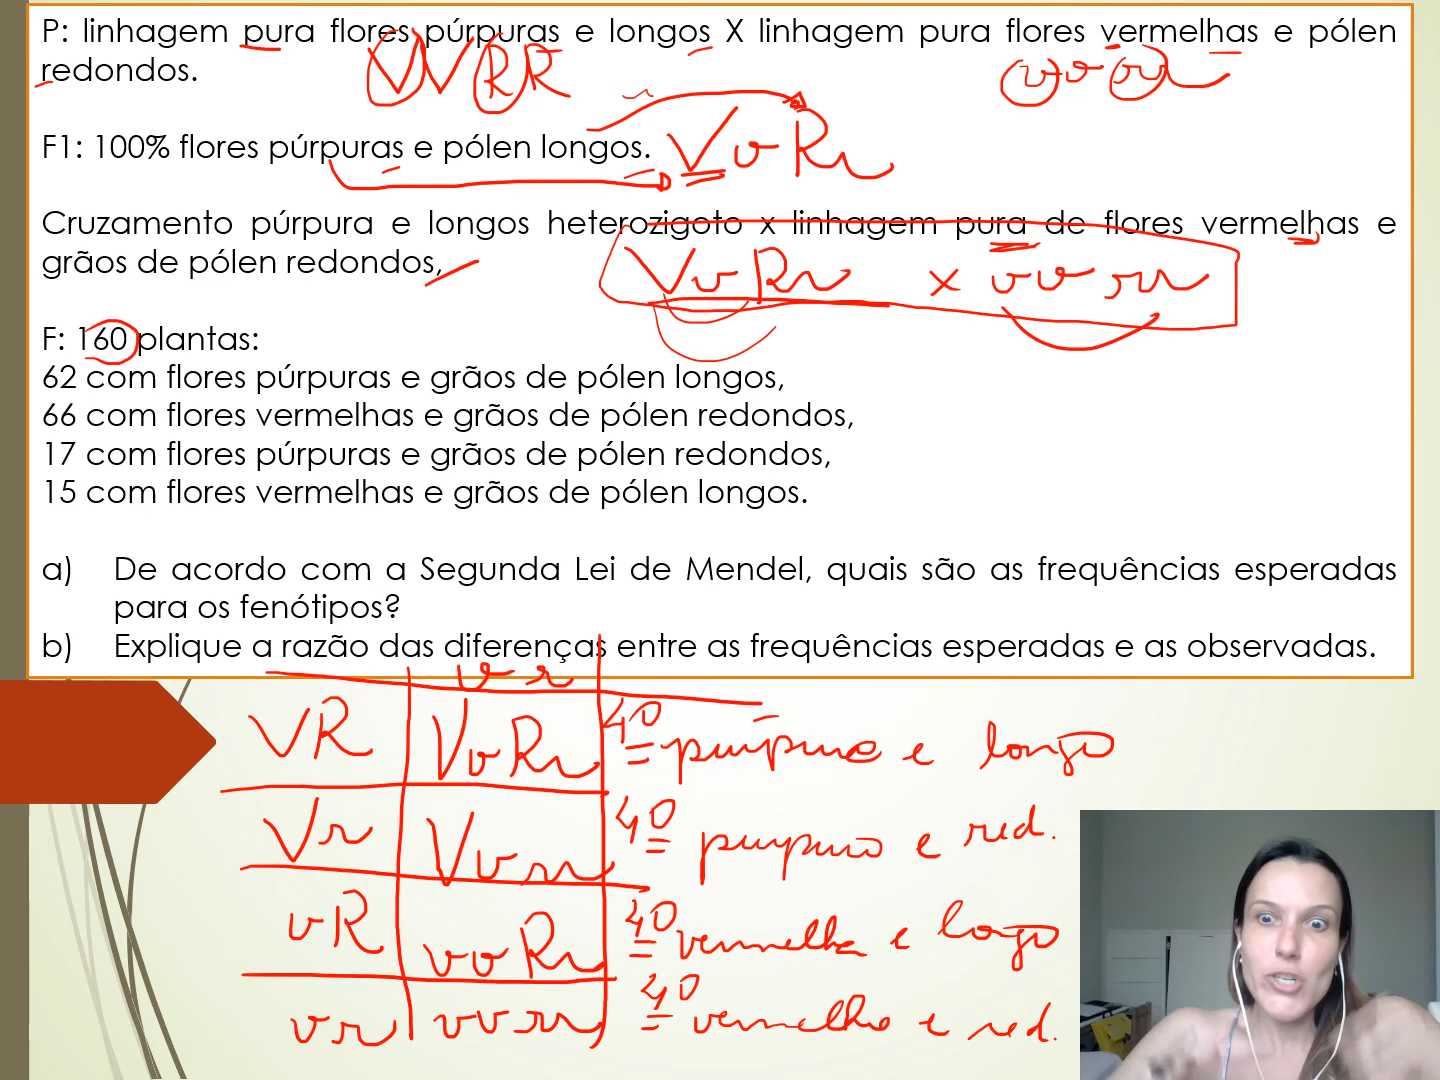 P: linhagem pura flores púrpuras e longos X linhagem pura flores vermelhas e pólen
redondos.
VVRR
vvrr
F1: 100% flores púrpuras e pólen longos.
VvRr
Cruzamento púrpura e longos heterozigoto x linhagem pura de flores vermelhas e
grãos de pólen redondos,
VvRr x vvrr
F: 160 plantas:
62 com flores púrpuras e grãos de pólen longos,
66 com flores vermelhas e grãos de pólen redondos,
17 com flores púrpuras e grãos de pólen redondos,
15 com flores vermelhas e grãos de pólen longos.
a) De acordo com a Segunda Lei de Mendel, quais são as frequências esperadas
para os fenótipos?
b) Explique a razão das diferenças entre as frequências esperadas e as observadas.
vr
VR VvRr 40 = púrpura e longo
Vr Vvrr 40 = purpura e red.
vR vvRr 40 = vermelha e longo
vr vvrr 40 = vermelha e red.